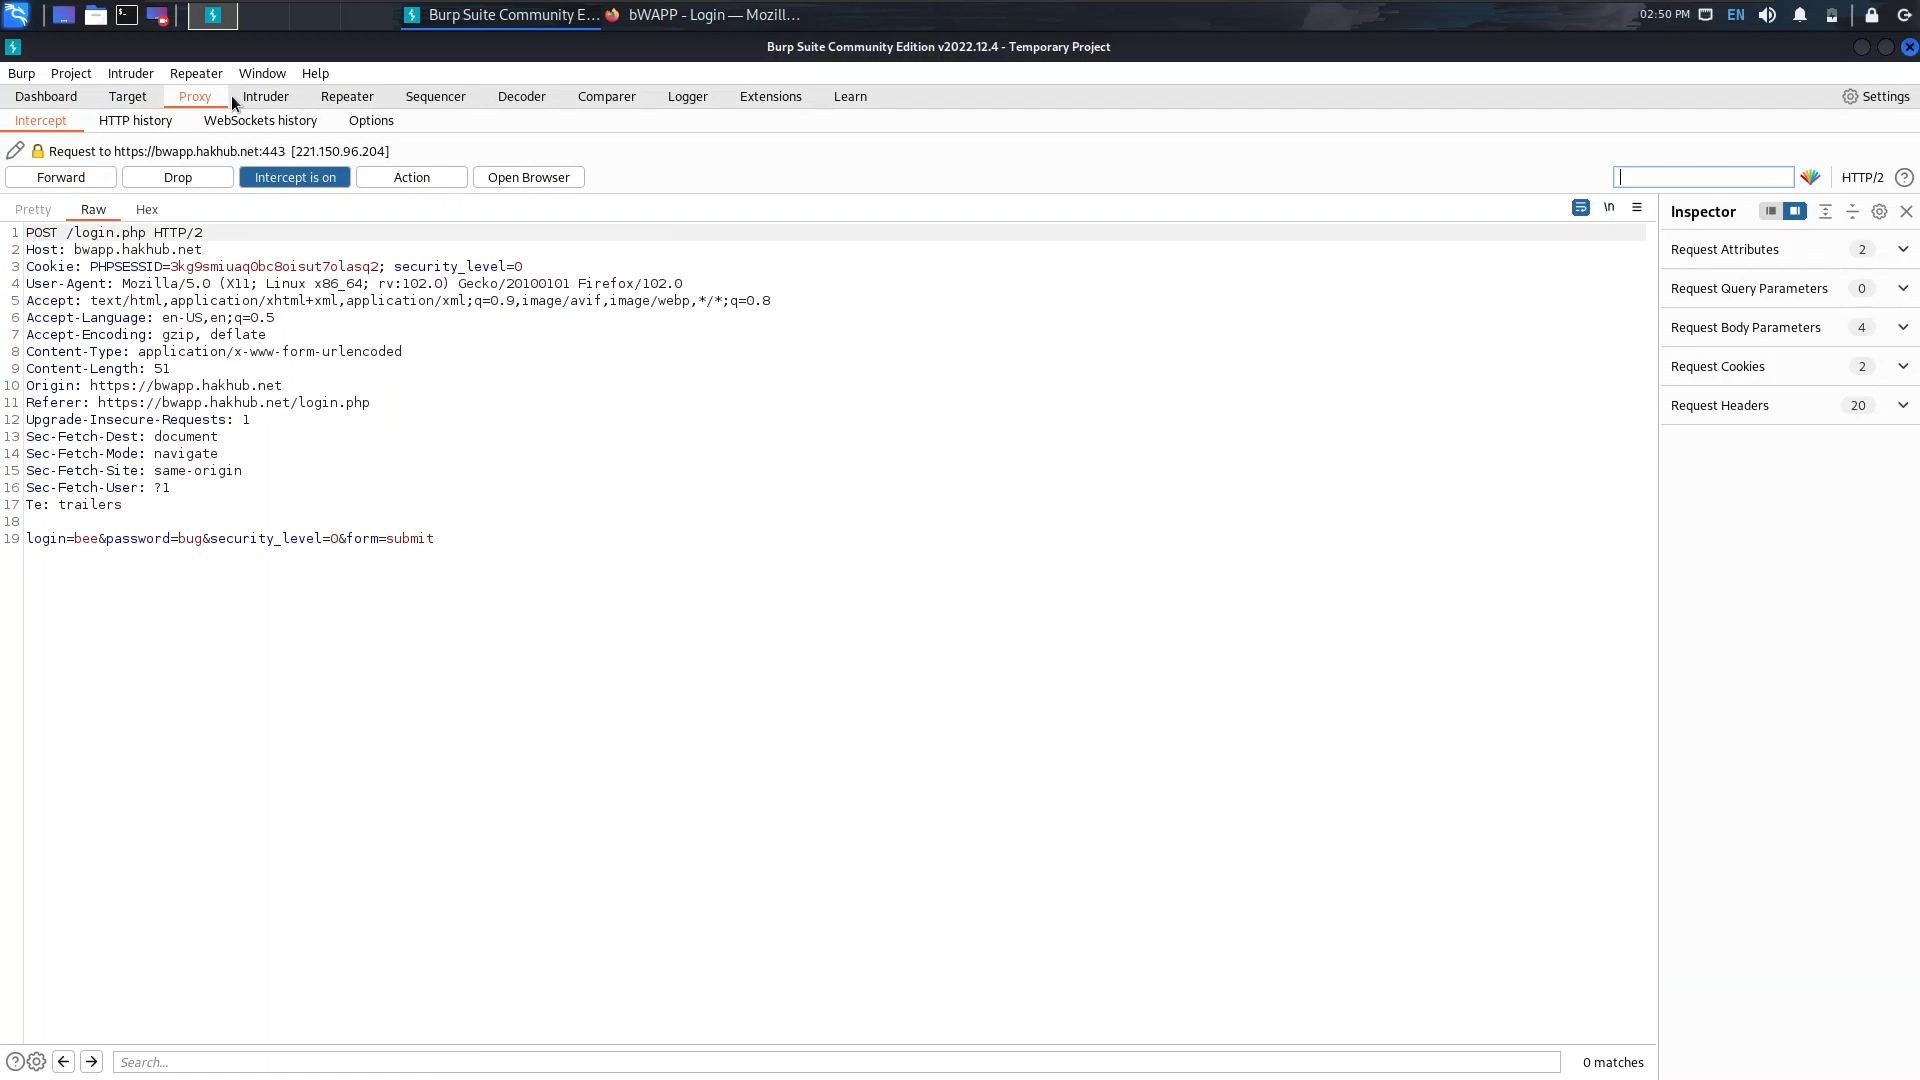 Burp Suite Community E... bWAPP - Login — Mozill... 02:50 PM EN
Burp Suite Community Edition v2022.12.4 - Temporary Project
Burp Project Intruder Repeater Window Help
Dashboard Target Proxy Intruder Repeater Sequencer Decoder Comparer Logger Extensions Learn Settings
Intercept HTTP history WebSockets history Options
Request to https://bwapp.hakhub.net:443 [221.150.96.204]
Forward Drop Intercept is on Action Open Browser HTTP/2 ?
Pretty Raw Hex \n
Inspector
1 POST /login.php HTTP/2
2 Host: bwapp.hakhub.net
3 Cookie: PHPSESSID=3kg9smiuaq0bc8oisut7olasq2; security_level=0
4 User-Agent: Mozilla/5.0 (X11; Linux x86_64; rv:102.0) Gecko/20100101 Firefox/102.0
5 Accept: text/html,application/xhtml+xml,application/xml;q=0.9,image/avif,image/webp,*/*;q=0.8
6 Accept-Language: en-US,en;q=0.5
7 Accept-Encoding: gzip, deflate
8 Content-Type: application/x-www-form-urlencoded
9 Content-Length: 51
10 Origin: https://bwapp.hakhub.net
11 Referer: https://bwapp.hakhub.net/login.php
12 Upgrade-Insecure-Requests: 1
13 Sec-Fetch-Dest: document
14 Sec-Fetch-Mode: navigate
15 Sec-Fetch-Site: same-origin
16 Sec-Fetch-User: ?1
17 Te: trailers
18
19 login=bee&password=bug&security_level=0&form=submit
Request Attributes 2
Request Query Parameters 0
Request Body Parameters 4
Request Cookies 2
Request Headers 20
? Search... 0 matches